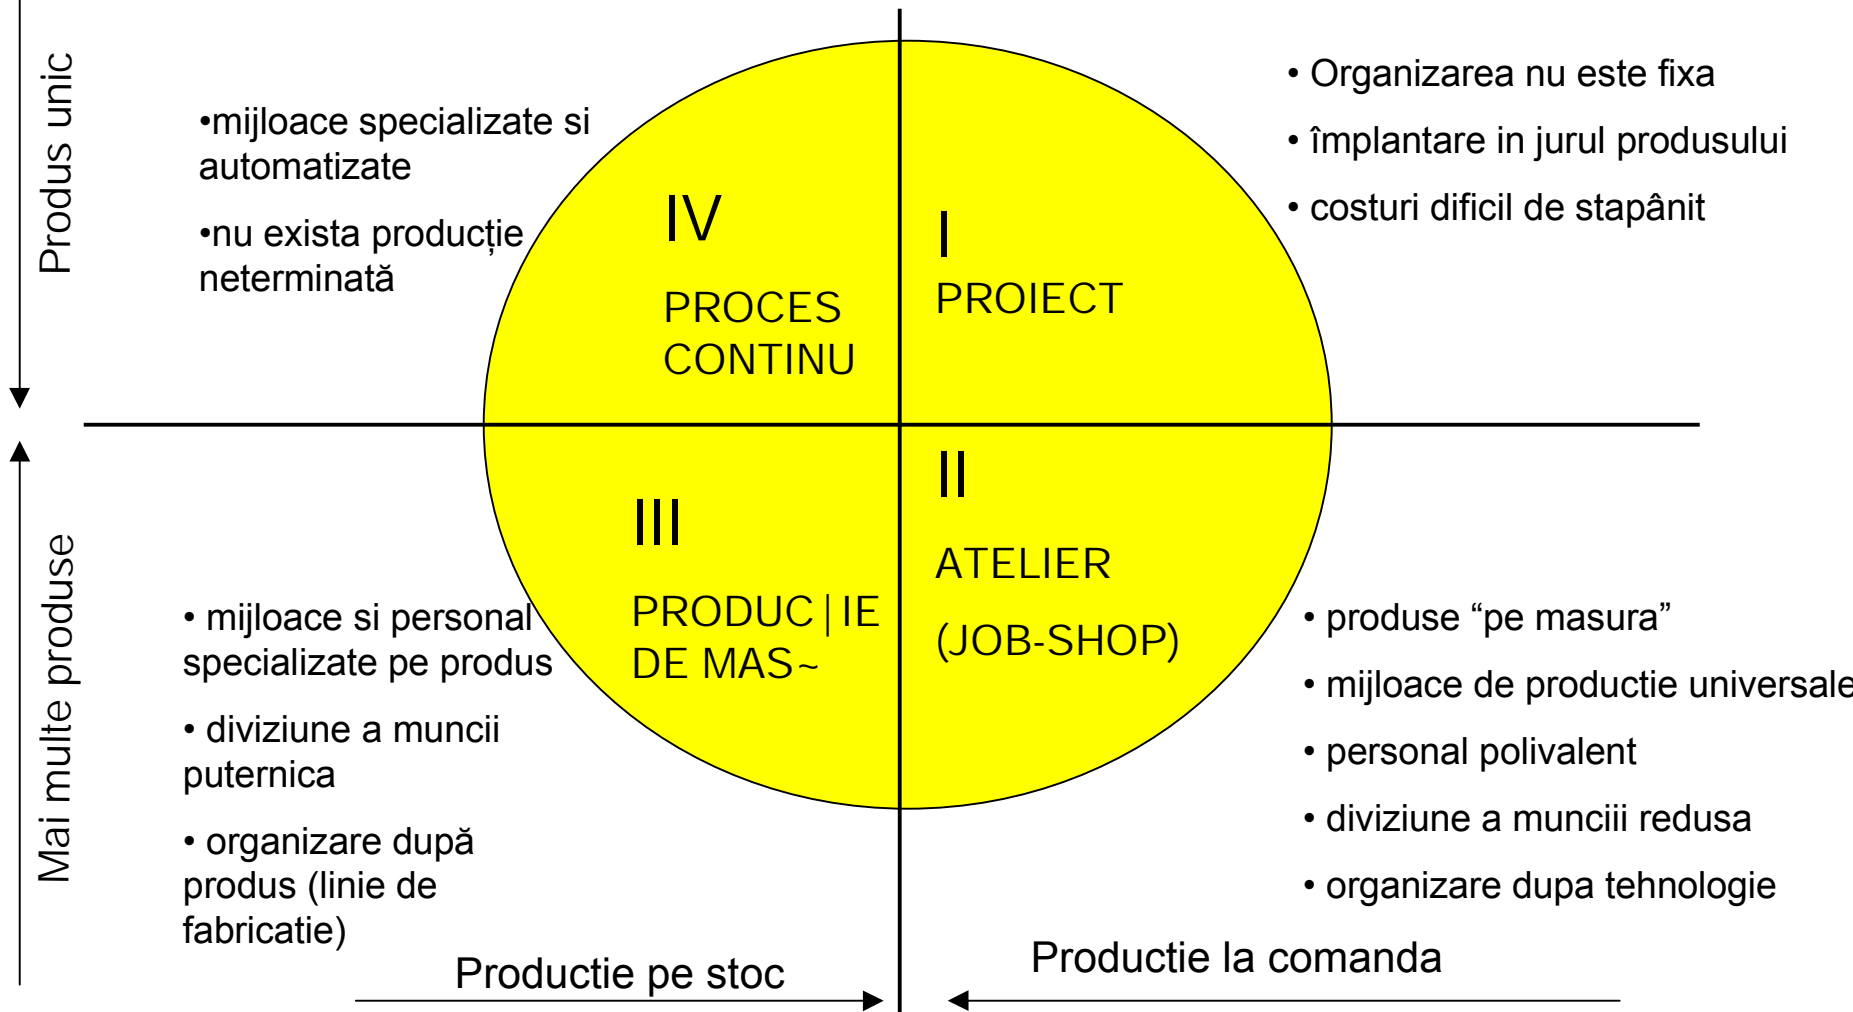 Produs unic
•mijloace specializate si
automatizate
•nu exista producție
neterminată
IV
PROCES
CONTINU
I
PROIECT
• Organizarea nu este fixa
• împlantare in jurul produsului
• costuri dificil de stapânit
Mai multe produse
• mijloace si personal
specializate pe produs
• diviziune a muncii
puternica
• organizare după
produs (linie de
fabricatie)
III
PRODUC|IE
DE MAS~
II
ATELIER
(JOB-SHOP)
• produse “pe masura”
• mijloace de productie universale
• personal polivalent
• diviziune a munciii redusa
• organizare dupa tehnologie
Productie pe stoc
Productie la comanda